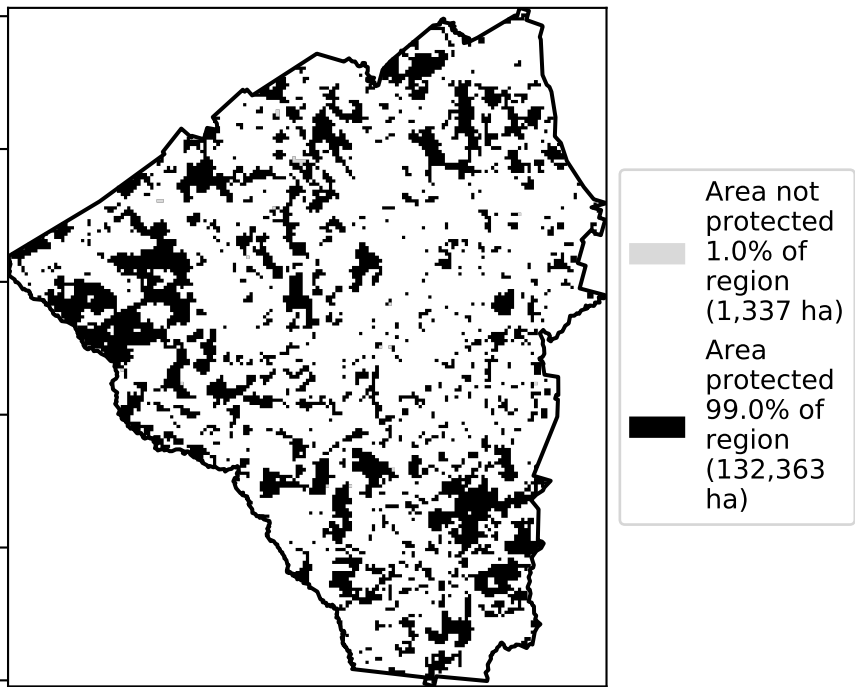 Area not
protected
1.0% of
region
(1,337 ha)
Area
protected
99.0% of
region
(132,363
ha)